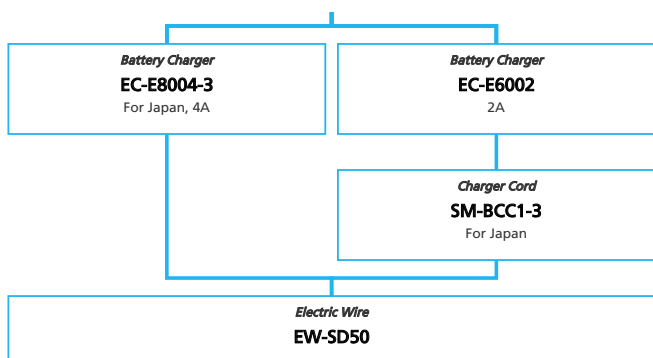 Battery Charger
EC-E8004-3
For Japan, 4A
Battery Charger
EC-E6002
2A
Charger Cord
SM-BCC1-3
For Japan
Electric Wire
EW-SD50